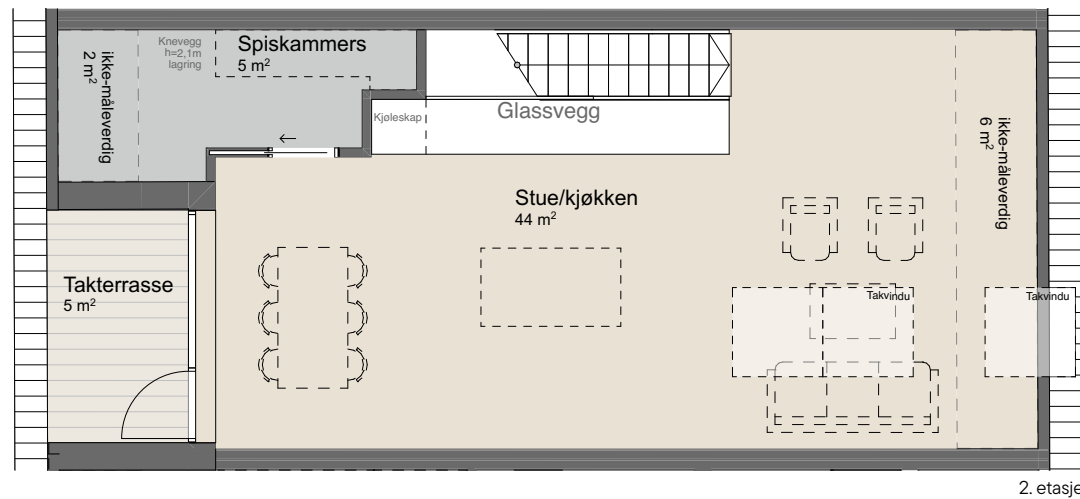 Knevegg
h=2,1m
lagring
Spiskammers
5 m²
ikke-måleverdig
2 m²
Kjøleskap
Glassvegg
ikke-måleverdig
6 m²
Stue/kjøkken
44 m²
Takterrasse
5 m²
Takvindu
Takvindu
2. etasje